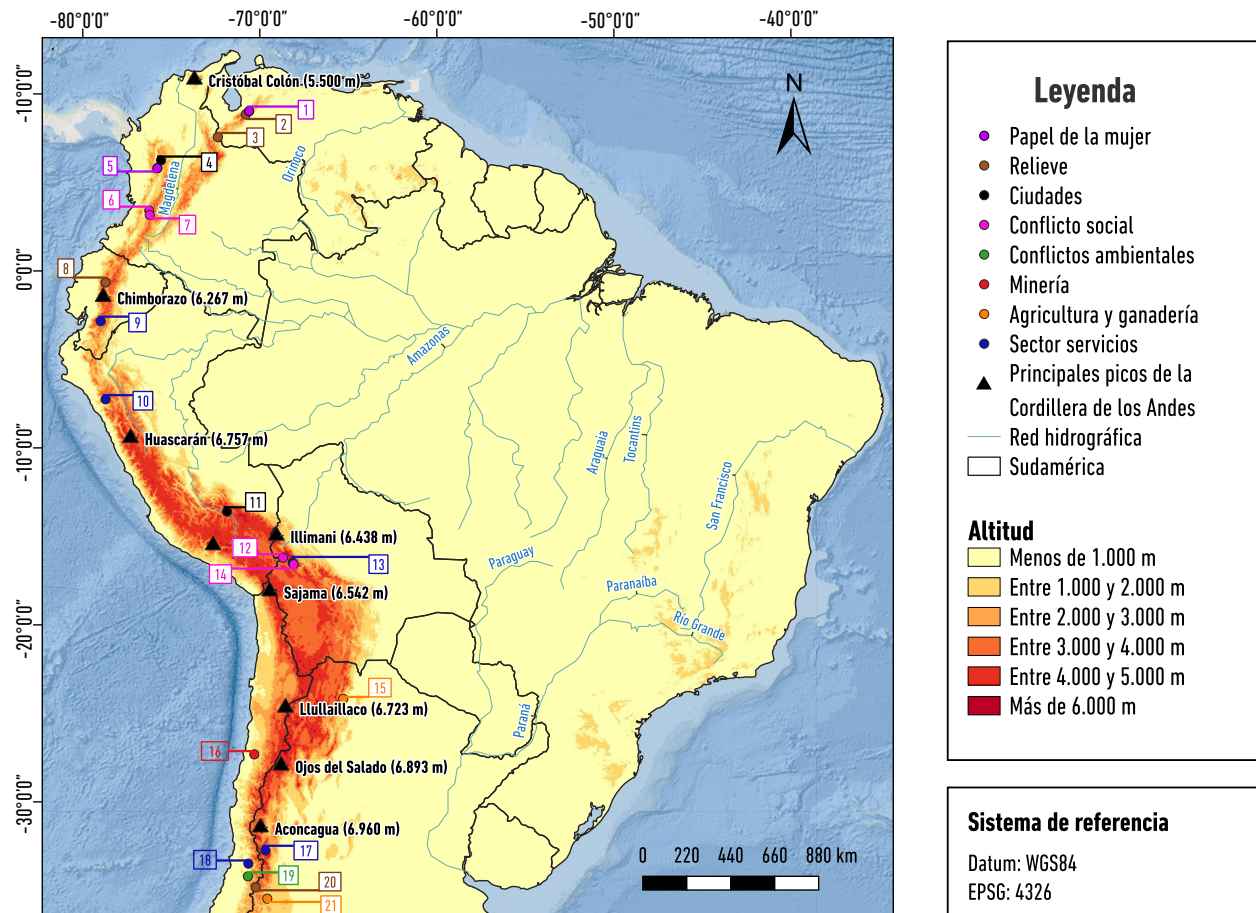 -80°0'0"
-70°0'0"
-60°0'0"
-50°0'0"
-40°0'0"
-10°0'0"
0°0'0"
-10°0'0"
-20°0'0"
-30°0'0"
Cristóbal Colón (5.500 m)
1
2
3
4
5
6
7
Magdelena
Orinoco
8
Chimborazo (6.267 m)
9
Amazonas
10
Huascarán (6.757 m)
Araguaia
Tocantins
San Francisco
11
Illimani (6.438 m)
12
13
14
Sajama (6.542 m)
Paraguay
Paranaíba
Río Grande
15
Llullaillaco (6.723 m)
Paraná
16
Ojos del Salado (6.893 m)
Aconcagua (6.960 m)
17
18
19
20
21
N
0 220 440 660 880 km
Leyenda
Papel de la mujer
Relieve
Ciudades
Conflicto social
Conflictos ambientales
Minería
Agricultura y ganadería
Sector servicios
Principales picos de la
Cordillera de los Andes
Red hidrográfica
Sudamérica
Altitud
Menos de 1.000 m
Entre 1.000 y 2.000 m
Entre 2.000 y 3.000 m
Entre 3.000 y 4.000 m
Entre 4.000 y 5.000 m
Más de 6.000 m
Sistema de referencia
Datum: WGS84
EPSG: 4326